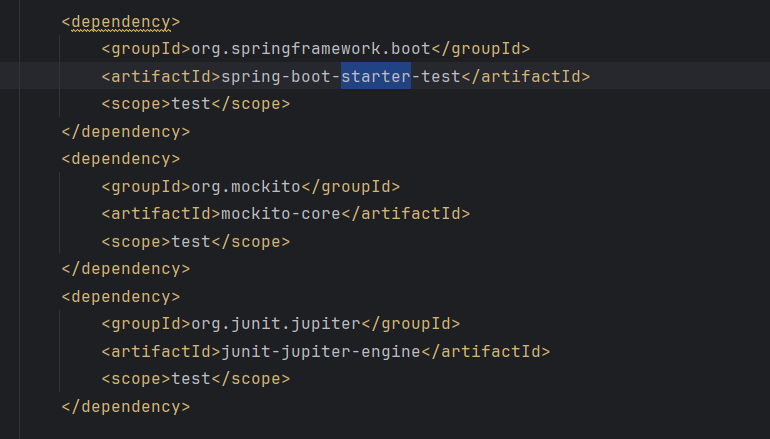 <dependency>
<groupId>org.springframework.boot</groupId>
<artifactId>spring-boot-starter-test</artifactId>
<scope>test</scope>
</dependency>
<dependency>
<groupId>org.mockito</groupId>
<artifactId>mockito-core</artifactId>
<scope>test</scope>
</dependency>
<dependency>
<groupId>org.junit.jupiter</groupId>
<artifactId>junit-jupiter-engine</artifactId>
<scope>test</scope>
</dependency>